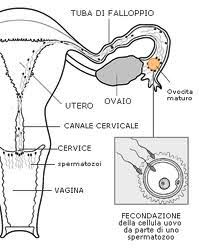 TUBA DI FALLOPPIO
Ovodita
maturo
UTERO
OVAIO
CANALE CERVICALE
CERVICE
spermatozoi
VAGINA
FECONDAZIONE
della cellula uovo
da parte di uno
spermatozoo